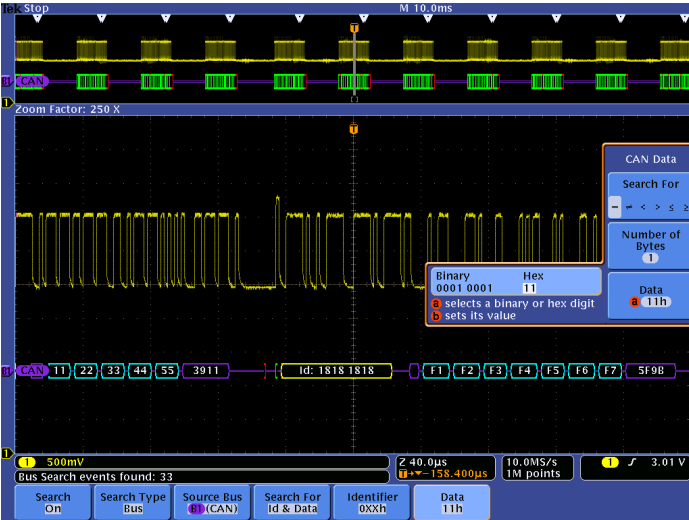 Tek Stop M 10.0ms
T
B1 CAN
1
Zoom Factor: 250 X
T
CAN Data
Search For
= ≠ < > ≤ ≥
Number of
Bytes
1
Binary Hex
0001 0001 11
a selects a binary or hex digit
b sets its value
Data
a 11h
B1 CAN 11 22 33 44 55 3911 Id: 1818 1818 F1 F2 F3 F4 F5 F6 F7 5F9B
1
1 500mV
Z 40.0µs
T→▼−158.400µs
10.0MS/s
1M points
1 3.01 V
Bus Search events found: 33
Search
On
Search Type
Bus
Source Bus
B1 (CAN)
Search For
Id & Data
Identifier
0XXh
Data
11h